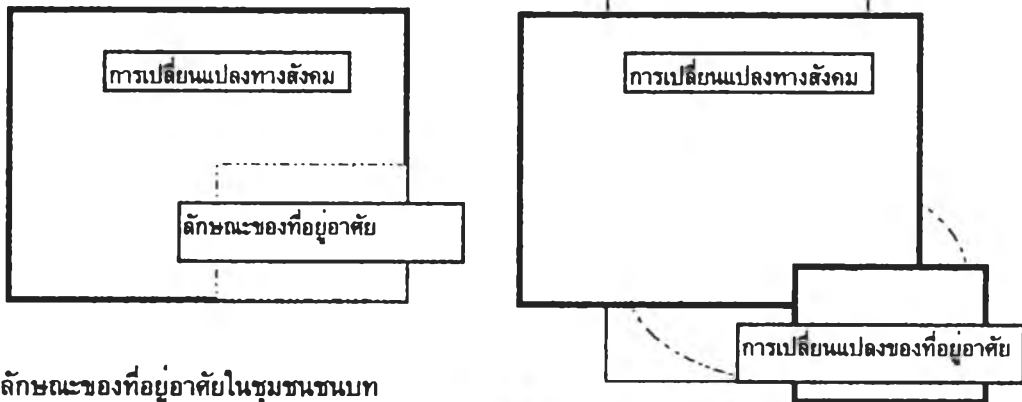 การเปลี่ยนแปลงทางสังคม
การเปลี่ยนแปลงทางสังคม
ลักษณะของที่อยู่อาศัย
การเปลี่ยนแปลงของที่อยู่อาศัย
ลักษณะของที่อยู่อาศัยในชุมชนชนบท